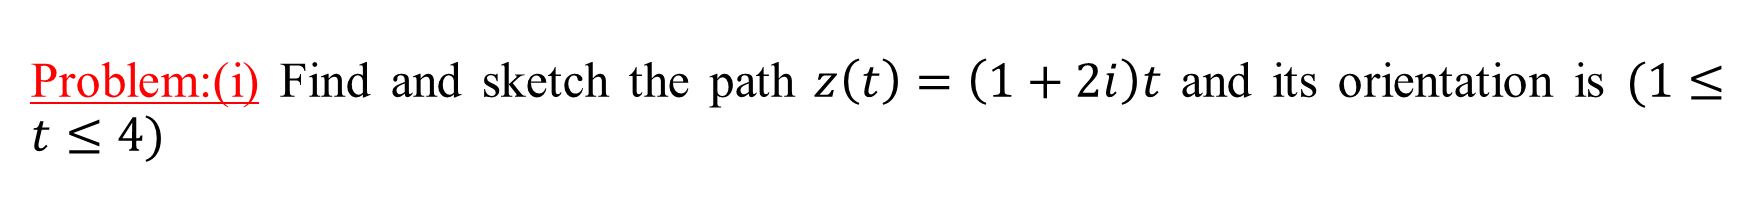 Problem:(i) Find and sketch the path z(t) = (1 + 2i)t and its orientation is (1 ≤
t ≤ 4)